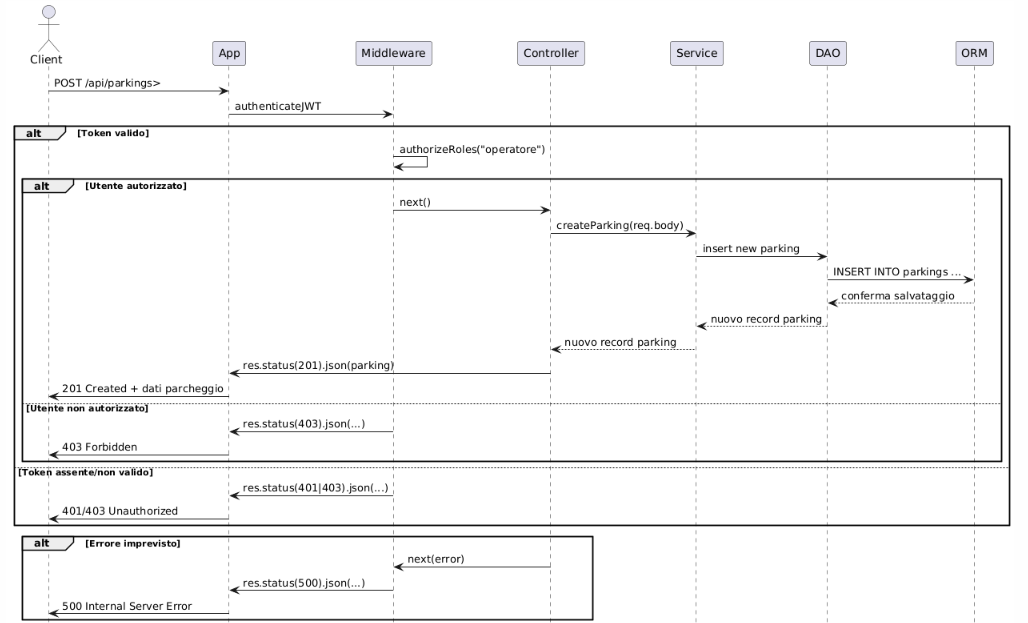 Client
App
Middleware
Controller
Service
DAO
ORM
POST /api/parkings>
authenticateJWT
alt [Token valido]
authorizeRoles("operatore")
alt [Utente autorizzato]
next()
createParking(req.body)
insert new parking
INSERT INTO parkings ...
conferma salvataggio
nuovo record parking
nuovo record parking
res.status(201).json(parking)
201 Created + dati parcheggio
[Utente non autorizzato]
res.status(403).json(...)
403 Forbidden
[Token assente/non valido]
res.status(401|403).json(...)
401/403 Unauthorized
alt [Errore imprevisto]
next(error)
res.status(500).json(...)
500 Internal Server Error